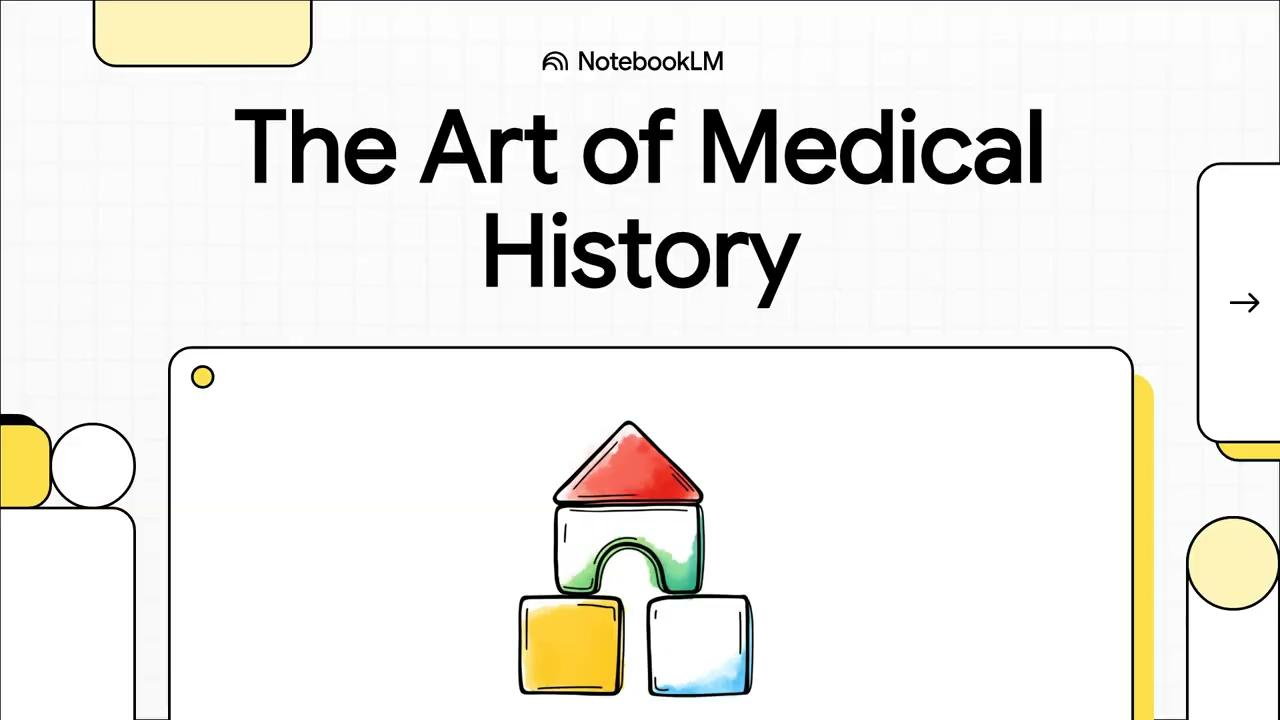 NotebookLM
The Art of Medical
History